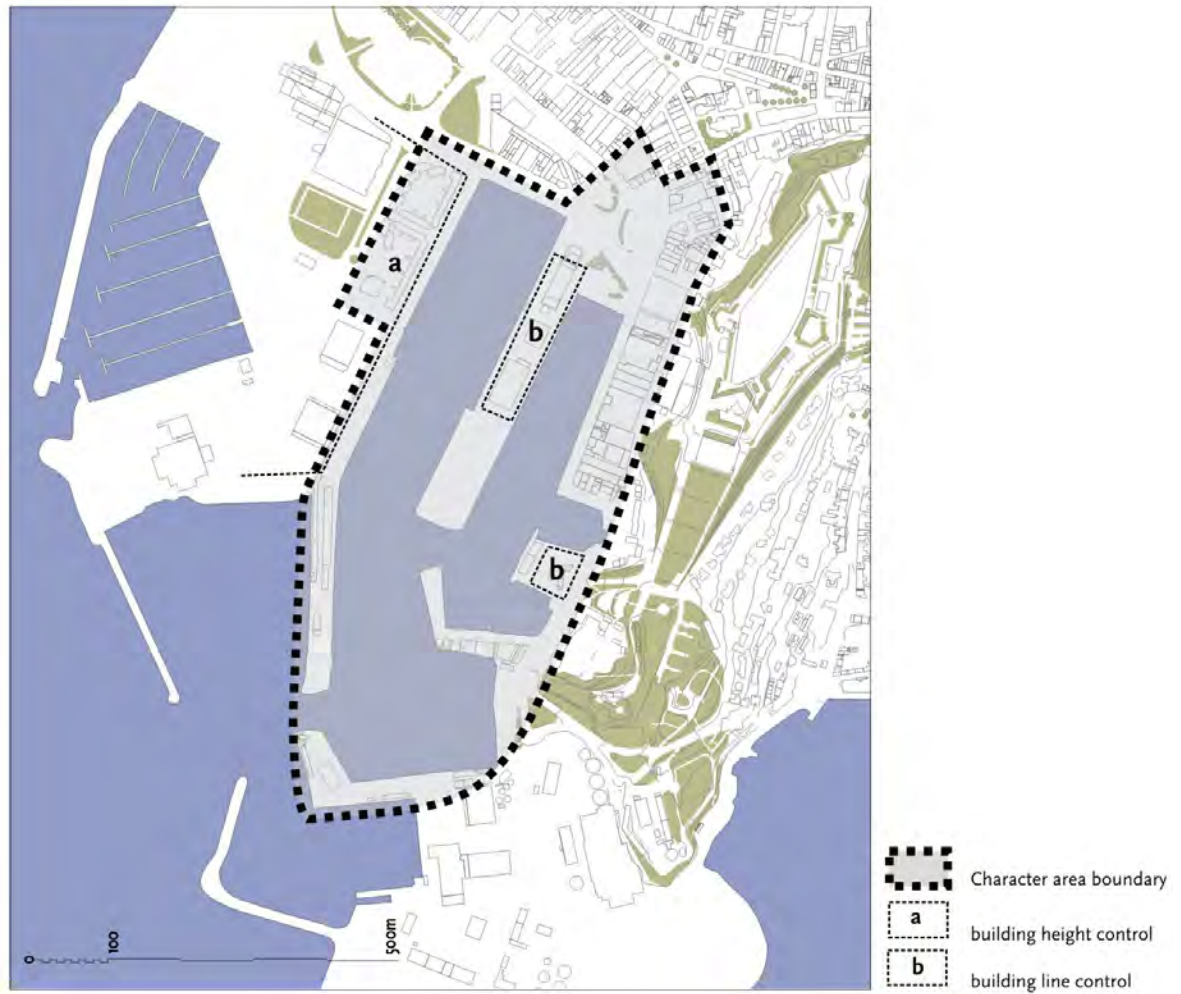 a
b
b
0
100
500m
Character area boundary
a
building height control
b
building line control